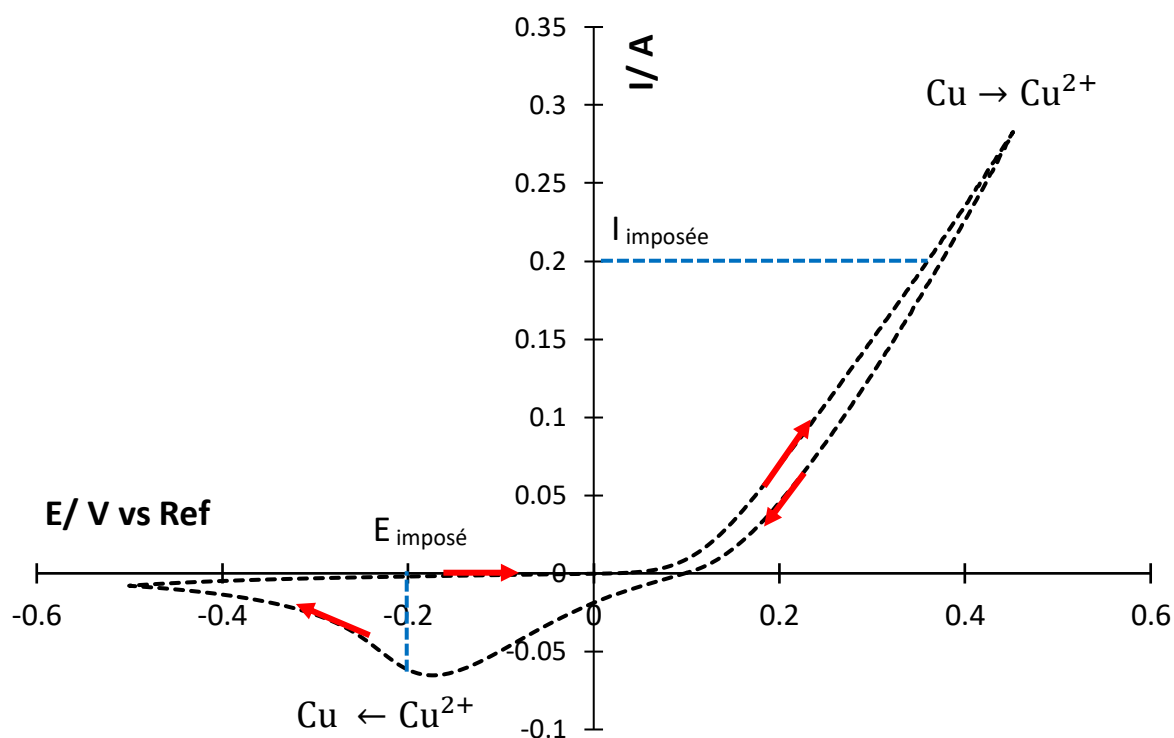 0.35
I/ A
0.3
Cu → Cu²⁺
0.25
I imposée
0.2
0.15
0.1
0.05
E/ V vs Ref
E imposé
0
-0.6 -0.4 -0.2 0 0.2 0.4 0.6
-0.05
Cu ← Cu²⁺
-0.1